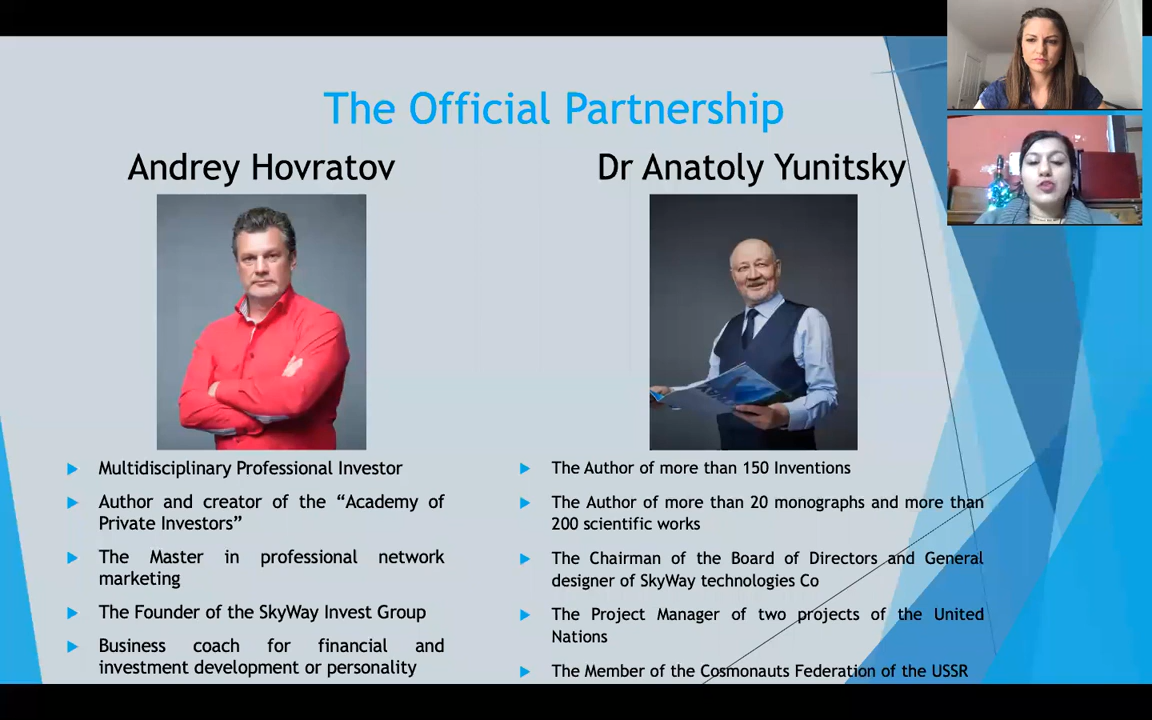 The Official Partnership
Andrey Hovratov
Multidisciplinary Professional Investor
Author and creator of the “Academy of
Private Investors”
The Master in professional network
marketing
The Founder of the SkyWay Invest Group
Business coach for financial and
investment development or personality
Dr Anatoly Yunitsky
The Author of more than 150 Inventions
The Author of more than 20 monographs and more than
200 scientific works
The Chairman of the Board of Directors and General
designer of SkyWay technologies Co
The Project Manager of two projects of the United
Nations
The Member of the Cosmonauts Federation of the USSR